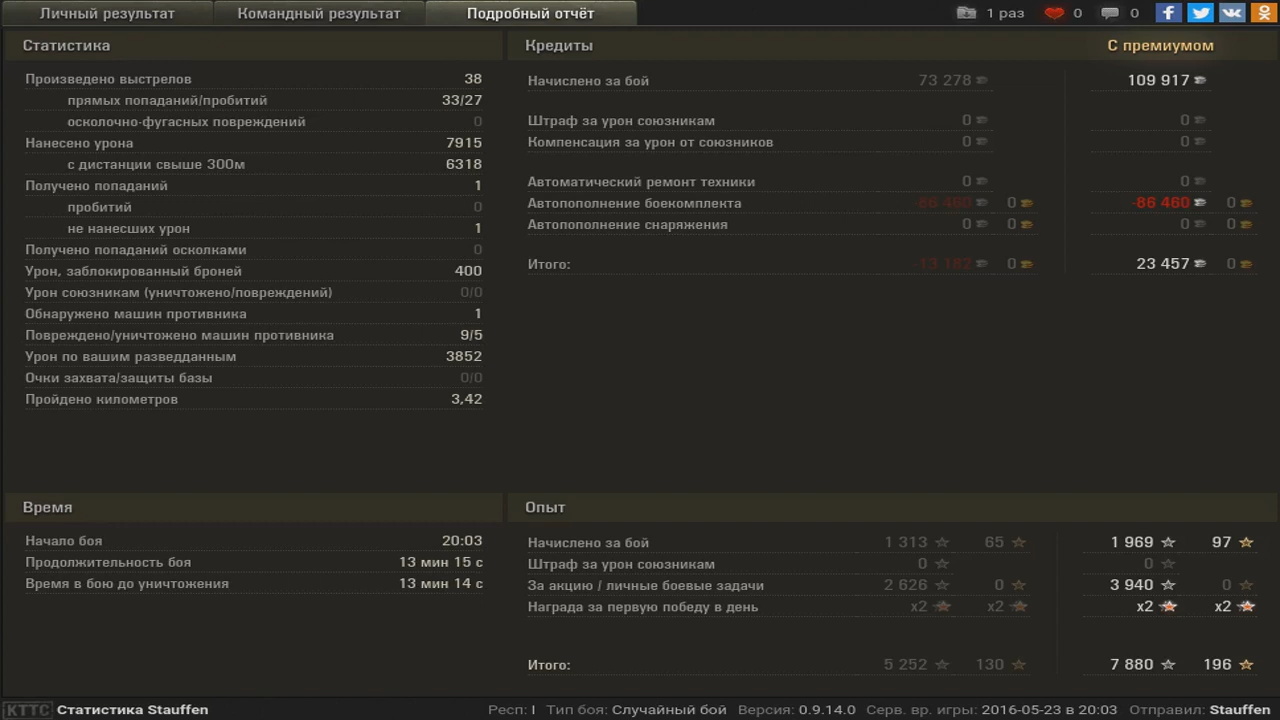 Личный результат Командный результат Подробный отчёт 1 раз 0 0
Статистика
Произведено выстрелов 38
прямых попаданий/пробитий 33/27
осколочно-фугасных повреждений 0
Нанесено урона 7915
с дистанции свыше 300м 6318
Получено попаданий 1
пробитий 0
не нанесших урон 1
Получено попаданий осколками 0
Урон, заблокированный броней 400
Урон союзникам (уничтожено/повреждений) 0/0
Обнаружено машин противника 1
Повреждено/уничтожено машин противника 9/5
Урон по вашим разведданным 3852
Очки захвата/защиты базы 0/0
Пройдено километров 3,42
Кредиты С премиумом
Начислено за бой 73 278 109 917
Штраф за урон союзникам 0 0
Компенсация за урон от союзников 0 0
Автоматический ремонт техники 0 0
Автопополнение боекомплекта -86 460 0 -86 460 0
Автопополнение снаряжения 0 0 0 0
Итого: -13 182 0 23 457 0
Время
Начало боя 20:03
Продолжительность боя 13 мин 15 с
Время в бою до уничтожения 13 мин 14 с
Опыт
Начислено за бой 1 313 65 1 969 97
Штраф за урон союзникам 0 0
За акцию / личные боевые задачи 2 626 0 3 940 0
Награда за первую победу в день x2 x2 x2 x2
Итого: 5 252 130 7 880 196
КТТС Статистика Stauffen Респ: I Тип боя: Случайный бой Версия: 0.9.14.0 Серв. вр. игры: 2016-05-23 в 20:03 Отправил: Stauffen